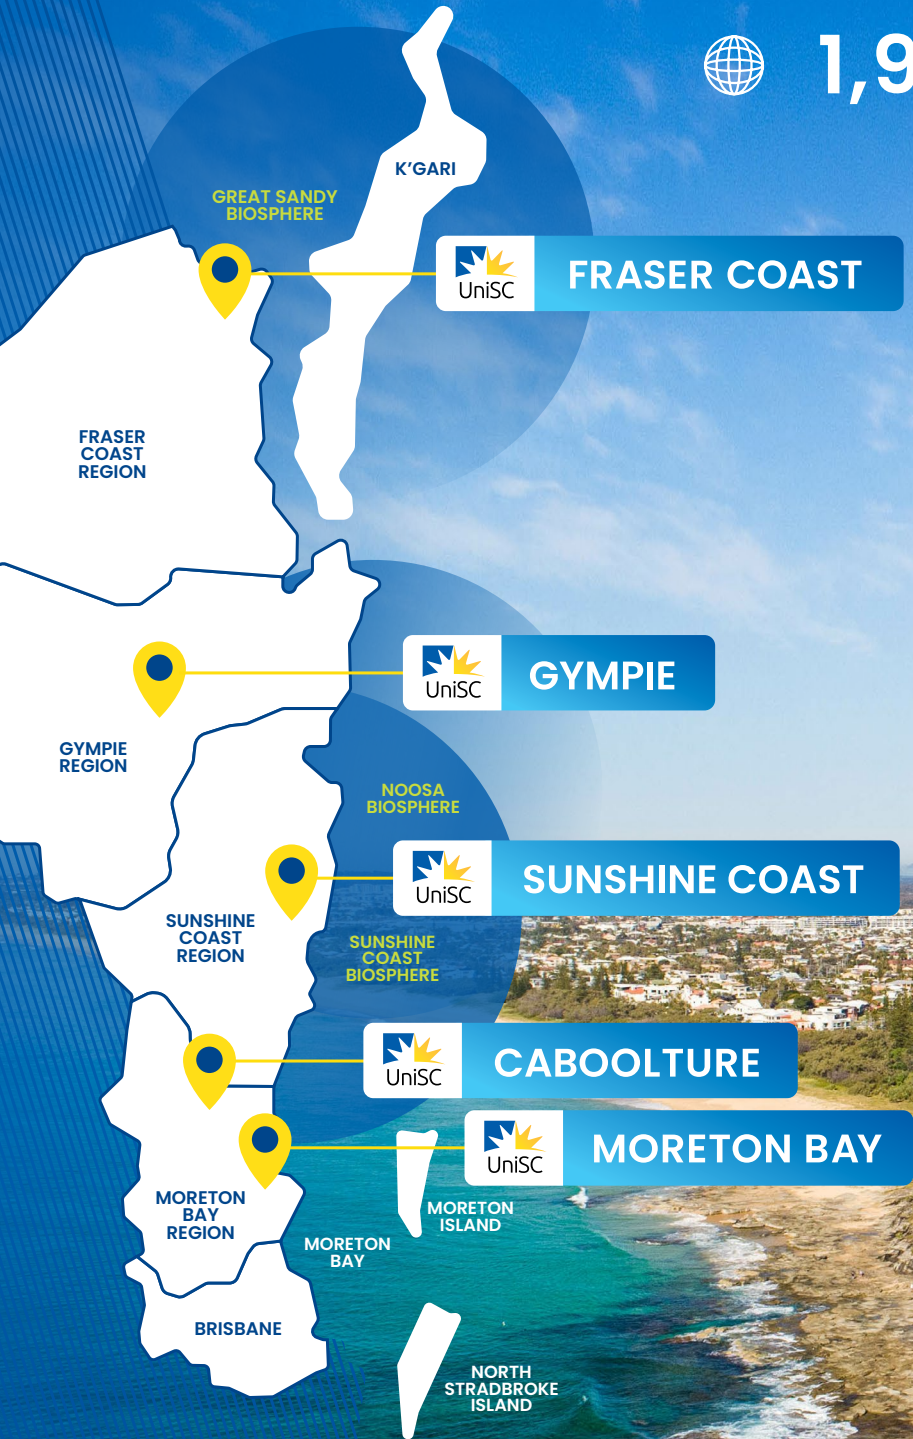 1,9
K'GARI
GREAT SANDY
BIOSPHERE
UniSC
FRASER COAST
FRASER
COAST
REGION
UniSC
GYMPIE
GYMPIE
REGION
NOOSA
BIOSPHERE
UniSC
SUNSHINE COAST
SUNSHINE
COAST
REGION
SUNSHINE
COAST
BIOSPHERE
UniSC
CABOOLTURE
UniSC
MORETON BAY
MORETON
BAY
REGION
MORETON
ISLAND
MORETON
BAY
BRISBANE
NORTH
STRADBROKE
ISLAND